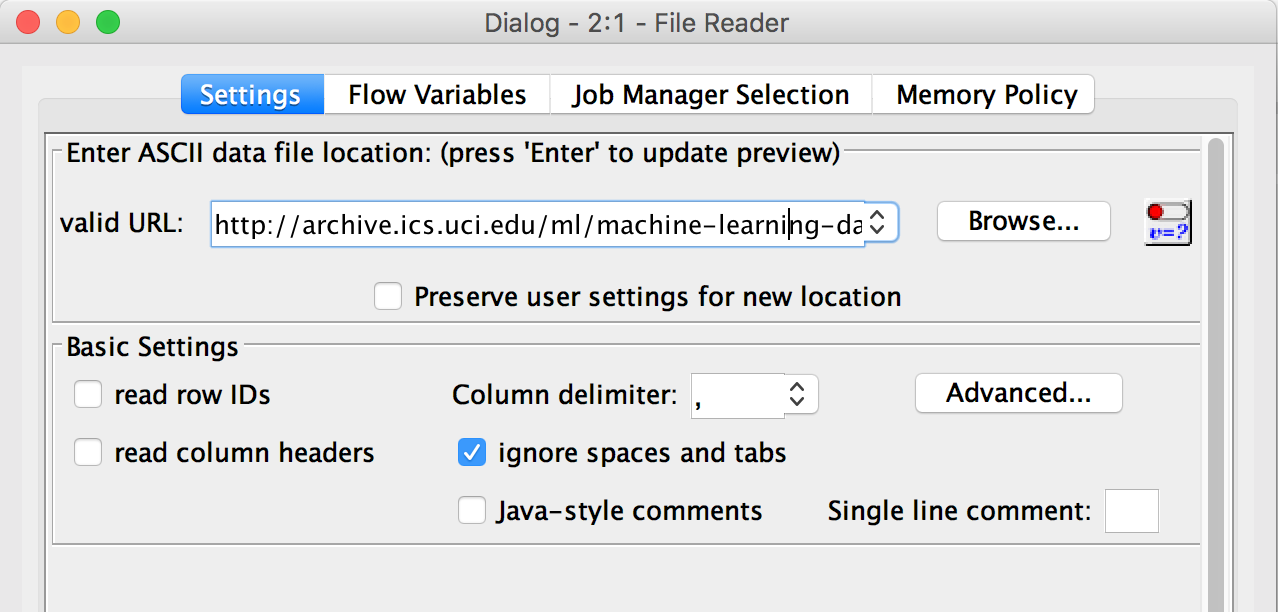 Dialog - 2:1 - File Reader
Settings Flow Variables Job Manager Selection Memory Policy
Enter ASCII data file location: (press 'Enter' to update preview)
valid URL: http://archive.ics.uci.edu/ml/machine-learning-da Browse...
v=?
Preserve user settings for new location
Basic Settings
read row IDs Column delimiter: , Advanced...
read column headers ignore spaces and tabs
Java-style comments Single line comment: